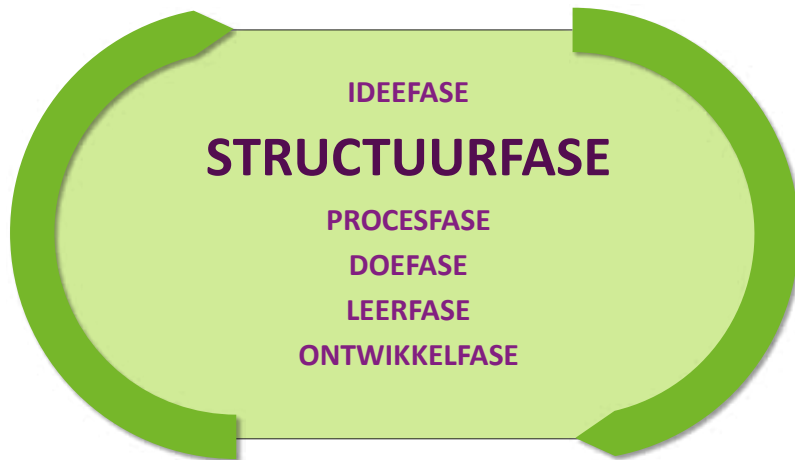 IDEEFASE
STRUCTUURFASE
PROCESFASE
DOEFASE
LEERFASE
ONTWIKKELFASE